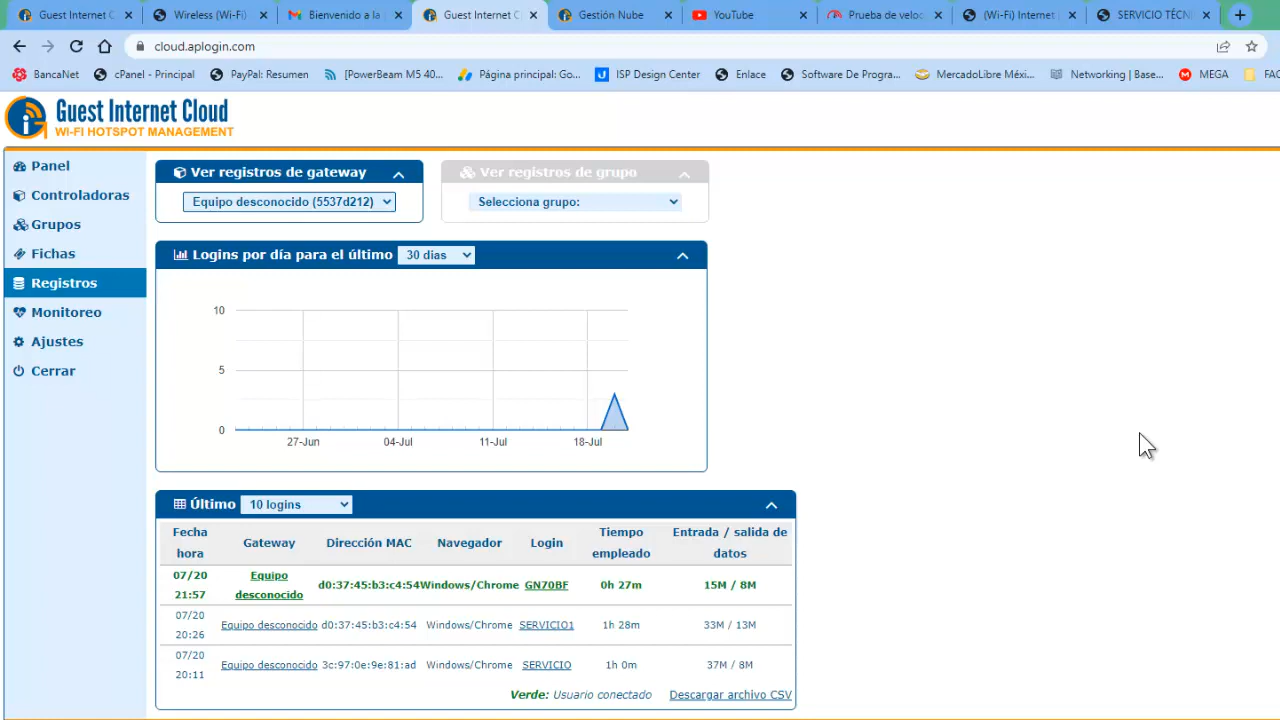 Guest Internet C
Wireless (Wi-Fi)
Bienvenido a la
Guest Internet C
Gestión Nube
YouTube
Prueba de veloc
(Wi-Fi) Internet
SERVICIO TÉCN
cloud.aplogin.com
BancaNet
cPanel - Principal
PayPal: Resumen
[PowerBeam M5 40...
Página principal: Go...
ISP Design Center
Enlace
Software De Progra...
MercadoLibre Méxi...
Networking | Base...
MEGA
FAC
Guest Internet Cloud
WI-FI HOTSPOT MANAGEMENT
Panel
Controladoras
Grupos
Fichas
Registros
Monitoreo
Ajustes
Cerrar
Ver registros de gateway
Equipo desconocido (5537d212)
Ver registros de grupo
Selecciona grupo:
Logins por día para el último 30 días
10
5
0
27-Jun 04-Jul 11-Jul 18-Jul
Último 10 logins
Fecha hora Gateway Dirección MAC Navegador Login Tiempo empleado Entrada / salida de datos
07/20 21:57 Equipo desconocido d0:37:45:b3:c4:54 Windows/Chrome GN70BF 0h 27m 15M / 8M
07/20 20:26 Equipo desconocido d0:37:45:b3:c4:54 Windows/Chrome SERVICIO1 1h 28m 33M / 13M
07/20 20:11 Equipo desconocido 3c:97:0e:9e:81:ad Windows/Chrome SERVICIO 1h 0m 37M / 8M
Verde: Usuario conectado Descargar archivo CSV